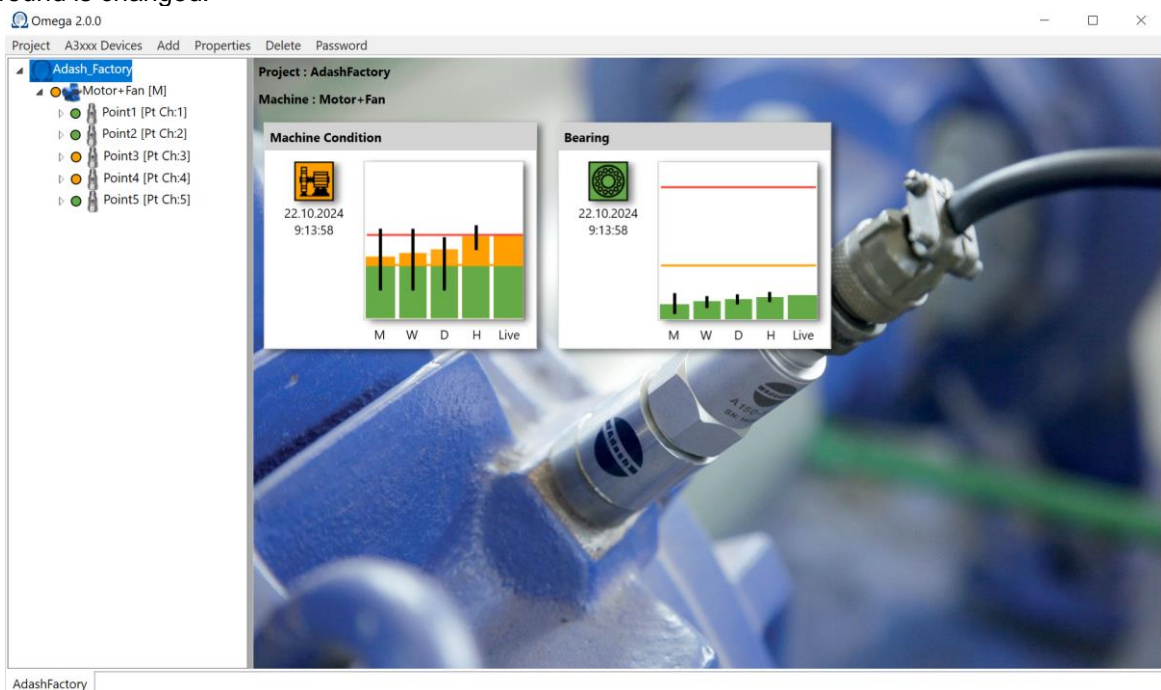 Omega 2.0.0
Project A3xxx Devices Add Properties Delete Password
Adash_Factory
Motor+Fan [M]
Point1 [Pt Ch:1]
Point2 [Pt Ch:2]
Point3 [Pt Ch:3]
Point4 [Pt Ch:4]
Point5 [Pt Ch:5]
Project : AdashFactory
Machine : Motor+Fan
Machine Condition
22.10.2024
9:13:58
M W D H Live
Bearing
22.10.2024
9:13:58
M W D H Live
Adash
AdashFactory